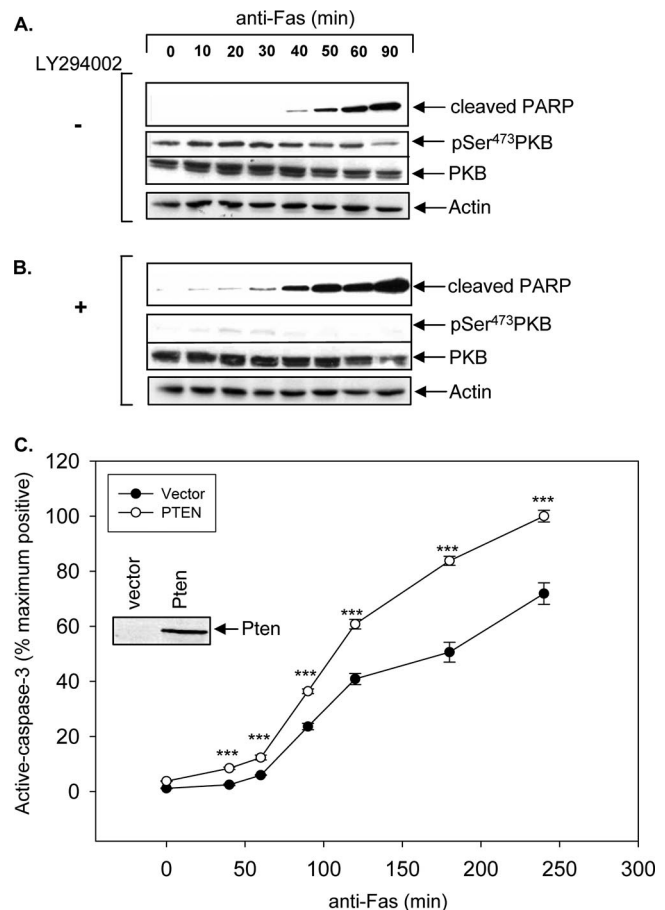 A.
anti-Fas (min)
0 10 20 30 40 50 60 90
LY294002
-
cleaved PARP
pSer⁴⁷³PKB
PKB
Actin
B.
+
cleaved PARP
pSer⁴⁷³PKB
PKB
Actin
C.
Active-caspase-3 (% maximum positive)
120
100
80
60
40
20
0
Vector
PTEN
vector
Pten
Pten
***
***
***
***
***
***
0 50 100 150 200 250 300
anti-Fas (min)